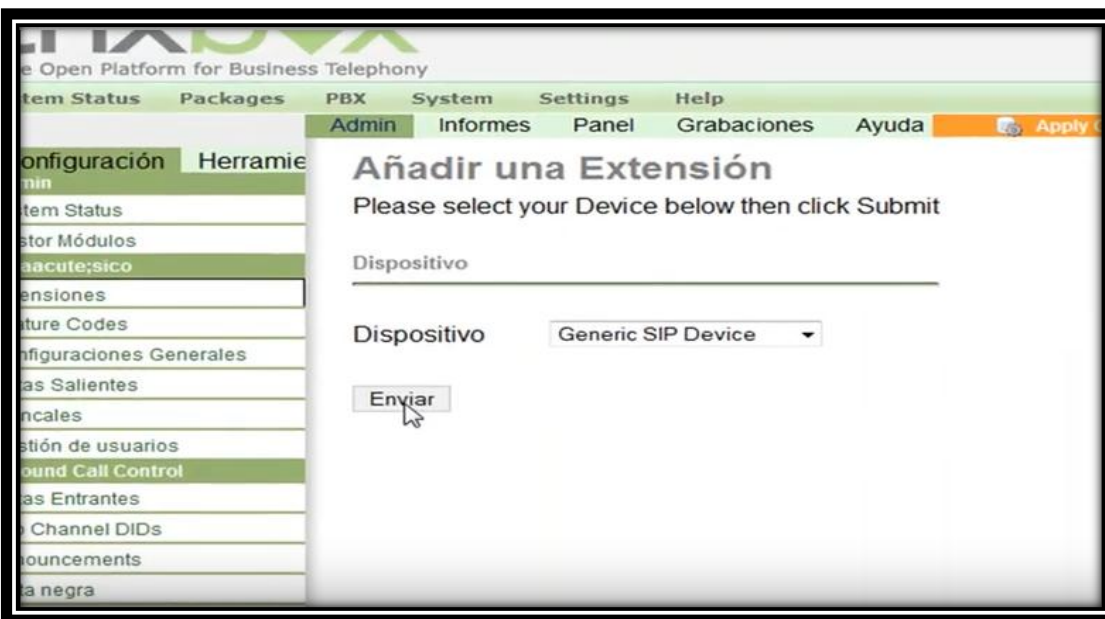 e Open Platform for Business Telephony
tem Status Packages PBX System Settings Help
Admin Informes Panel Grabaciones Ayuda Apply C
onfiguración Herramie
min
tem Status
stor Módulos
aacute;sico
ensiones
ture Codes
nfiguraciones Generales
as Salientes
ncales
stión de usuarios
ound Call Control
as Entrantes
Channel DIDs
nouncements
ta negra
Añadir una Extensión
Please select your Device below then click Submit
Dispositivo
Dispositivo Generic SIP Device
Enviar